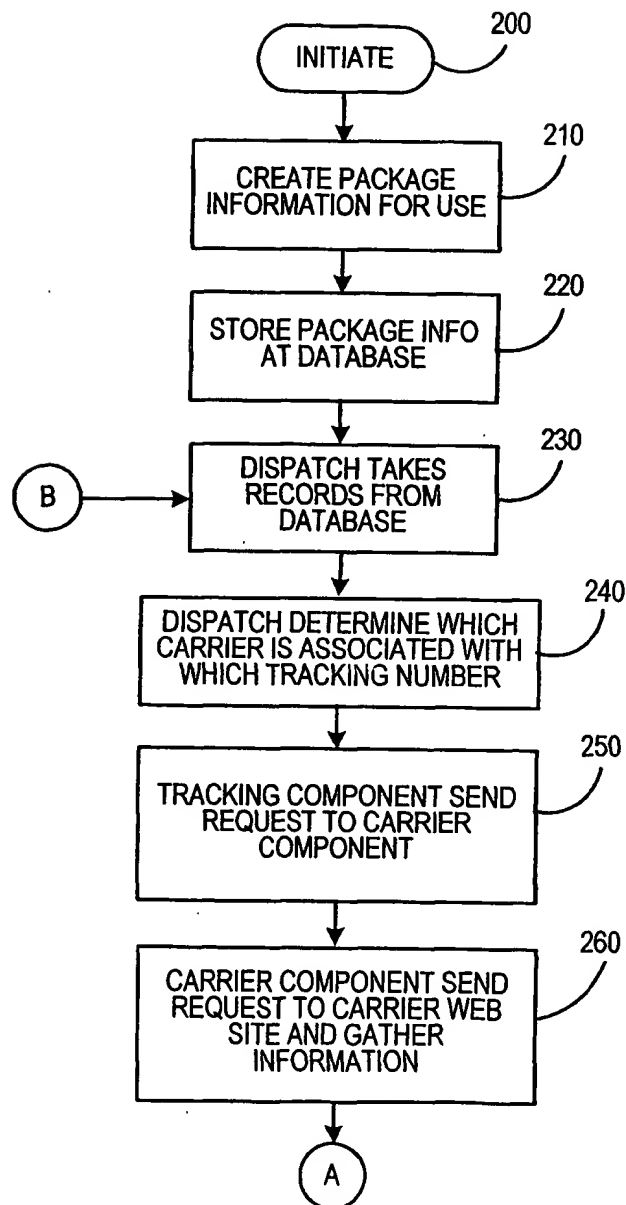 200
INITIATE
210
CREATE PACKAGE
INFORMATION FOR USE
220
STORE PACKAGE INFO
AT DATABASE
230
B
DISPATCH TAKES
RECORDS FROM
DATABASE
240
DISPATCH DETERMINE WHICH
CARRIER IS ASSOCIATED WITH
WHICH TRACKING NUMBER
250
TRACKING COMPONENT SEND
REQUEST TO CARRIER
COMPONENT
260
CARRIER COMPONENT SEND
REQUEST TO CARRIER WEB
SITE AND GATHER
INFORMATION
A